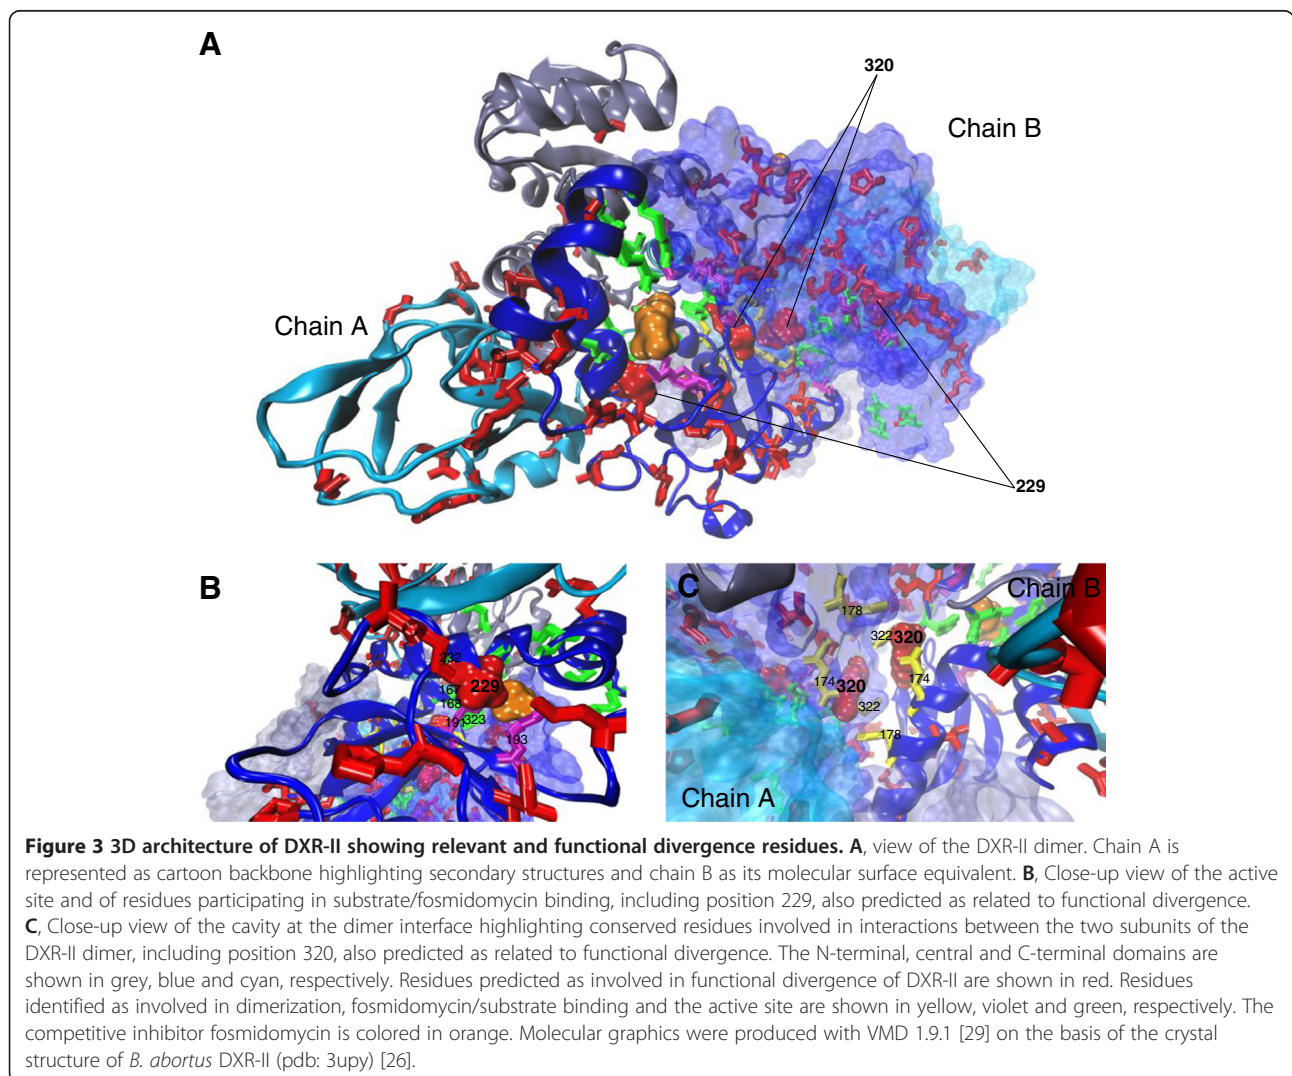 A
320
Chain B
Chain A
229
B
232
167
229
168
191
323
193
C
Chain B
178
322
320
174
174
320
322
178
Chain A
Figure 3 3D architecture of DXR-II showing relevant and functional divergence residues. A, view of the DXR-II dimer. Chain A is
represented as cartoon backbone highlighting secondary structures and chain B as its molecular surface equivalent. B, Close-up view of the active
site and of residues participating in substrate/fosmidomycin binding, including position 229, also predicted as related to functional divergence.
C, Close-up view of the cavity at the dimer interface highlighting conserved residues involved in interactions between the two subunits of the
DXR-II dimer, including position 320, also predicted as related to functional divergence. The N-terminal, central and C-terminal domains are
shown in grey, blue and cyan, respectively. Residues predicted as involved in functional divergence of DXR-II are shown in red. Residues
identified as involved in dimerization, fosmidomycin/substrate binding and the active site are shown in yellow, violet and green, respectively. The
competitive inhibitor fosmidomycin is colored in orange. Molecular graphics were produced with VMD 1.9.1 [29] on the basis of the crystal
structure of B. abortus DXR-II (pdb: 3upy) [26].